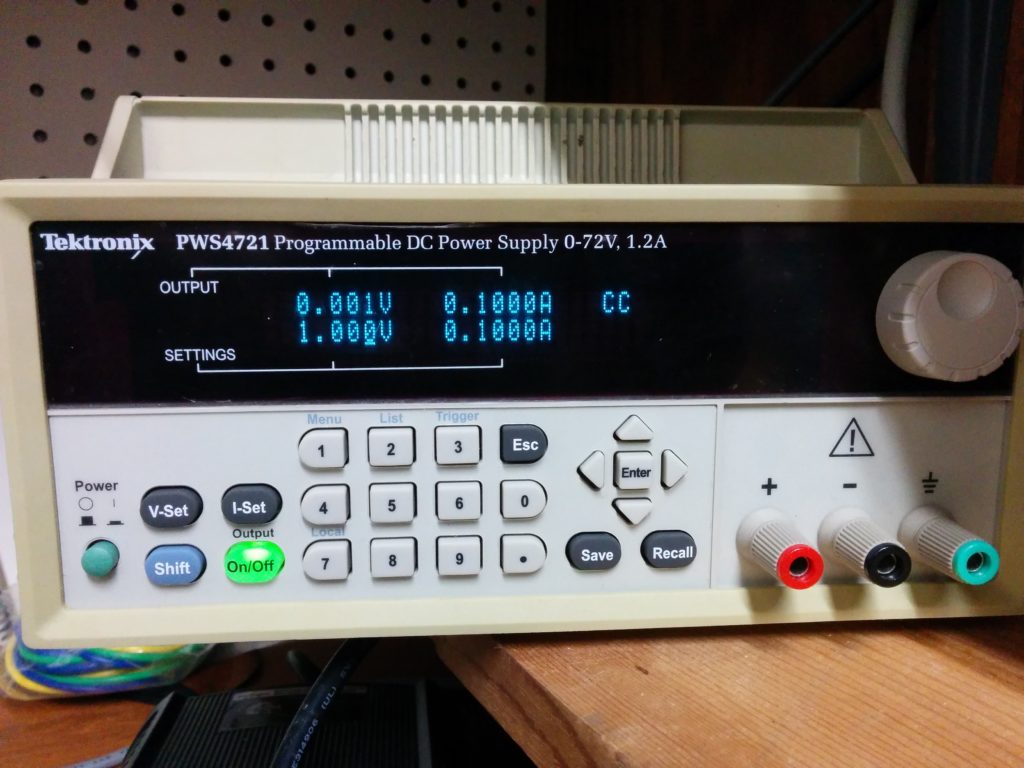 Tektronix PWS4721 Programmable DC Power Supply 0-72V, 1.2A
OUTPUT
0.001V 0.1000A CC
1.000V 0.1000A
SETTINGS
Menu List Trigger
1 2 3 Esc
Enter
Power
V-Set I-Set 4 5 6 0
+ -
Output
Local
Shift On/Off 7 8 9 . Save Recall
E314906 (UL)